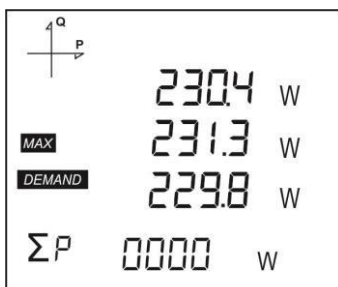 Q
P
230.4 W
MAX 231.3 W
DEMAND 229.8 W
ΣP 0000 W